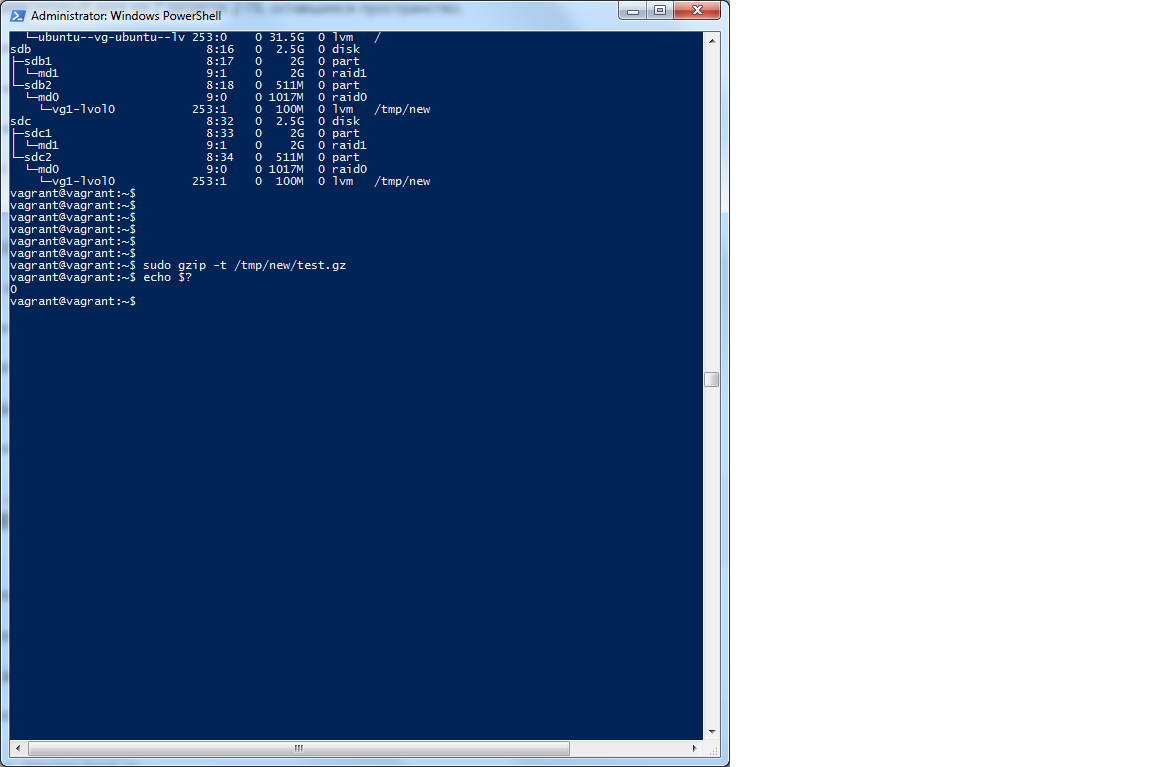 Administrator: Windows PowerShell
└─ubuntu--vg-ubuntu--lv 253:0 0 31.5G 0 lvm /
sdb 8:16 0 2.5G 0 disk
├─sdb1 8:17 0 2G 0 part
│ └─md1 9:1 0 2G 0 raid1
└─sdb2 8:18 0 511M 0 part
└─md0 9:0 0 1017M 0 raid0
└─vg1-lvol0 253:1 0 100M 0 lvm /tmp/new
sdc 8:32 0 2.5G 0 disk
├─sdc1 8:33 0 2G 0 part
│ └─md1 9:1 0 2G 0 raid1
└─sdc2 8:34 0 511M 0 part
└─md0 9:0 0 1017M 0 raid0
└─vg1-lvol0 253:1 0 100M 0 lvm /tmp/new
vagrant@vagrant:~$
vagrant@vagrant:~$
vagrant@vagrant:~$
vagrant@vagrant:~$
vagrant@vagrant:~$
vagrant@vagrant:~$
vagrant@vagrant:~$ sudo gzip -t /tmp/new/test.gz
vagrant@vagrant:~$ echo $?
0
vagrant@vagrant:~$